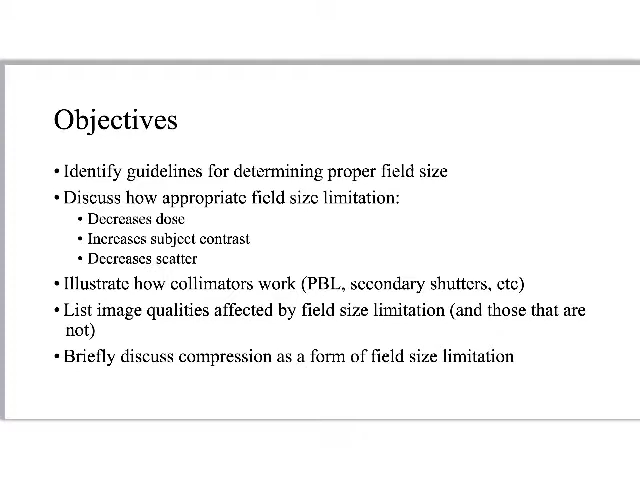 Objectives
• Identify guidelines for determining proper field size
• Discuss how appropriate field size limitation:
• Decreases dose
• Increases subject contrast
• Decreases scatter
• Illustrate how collimators work (PBL, secondary shutters, etc)
• List image qualities affected by field size limitation (and those that are
not)
• Briefly discuss compression as a form of field size limitation